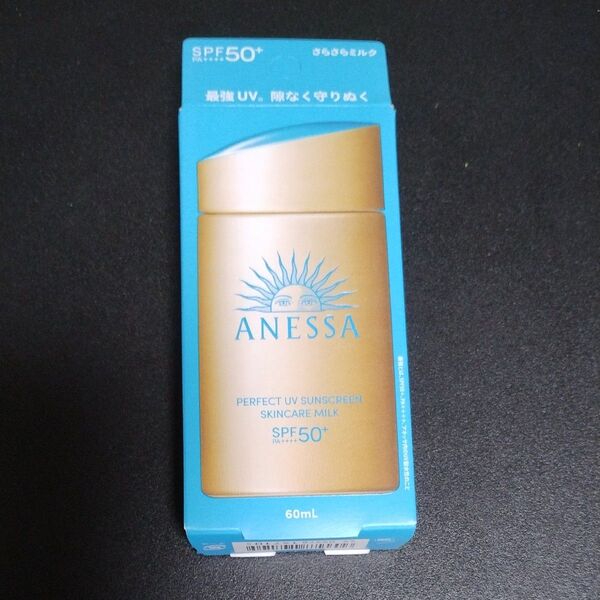 SPF50+
PA++++
さらさらミルク
最強UV。隙なく守りぬく
ANESSA
PERFECT UV SUNSCREEN
SKINCARE MILK
SPF50+
PA++++
60mL